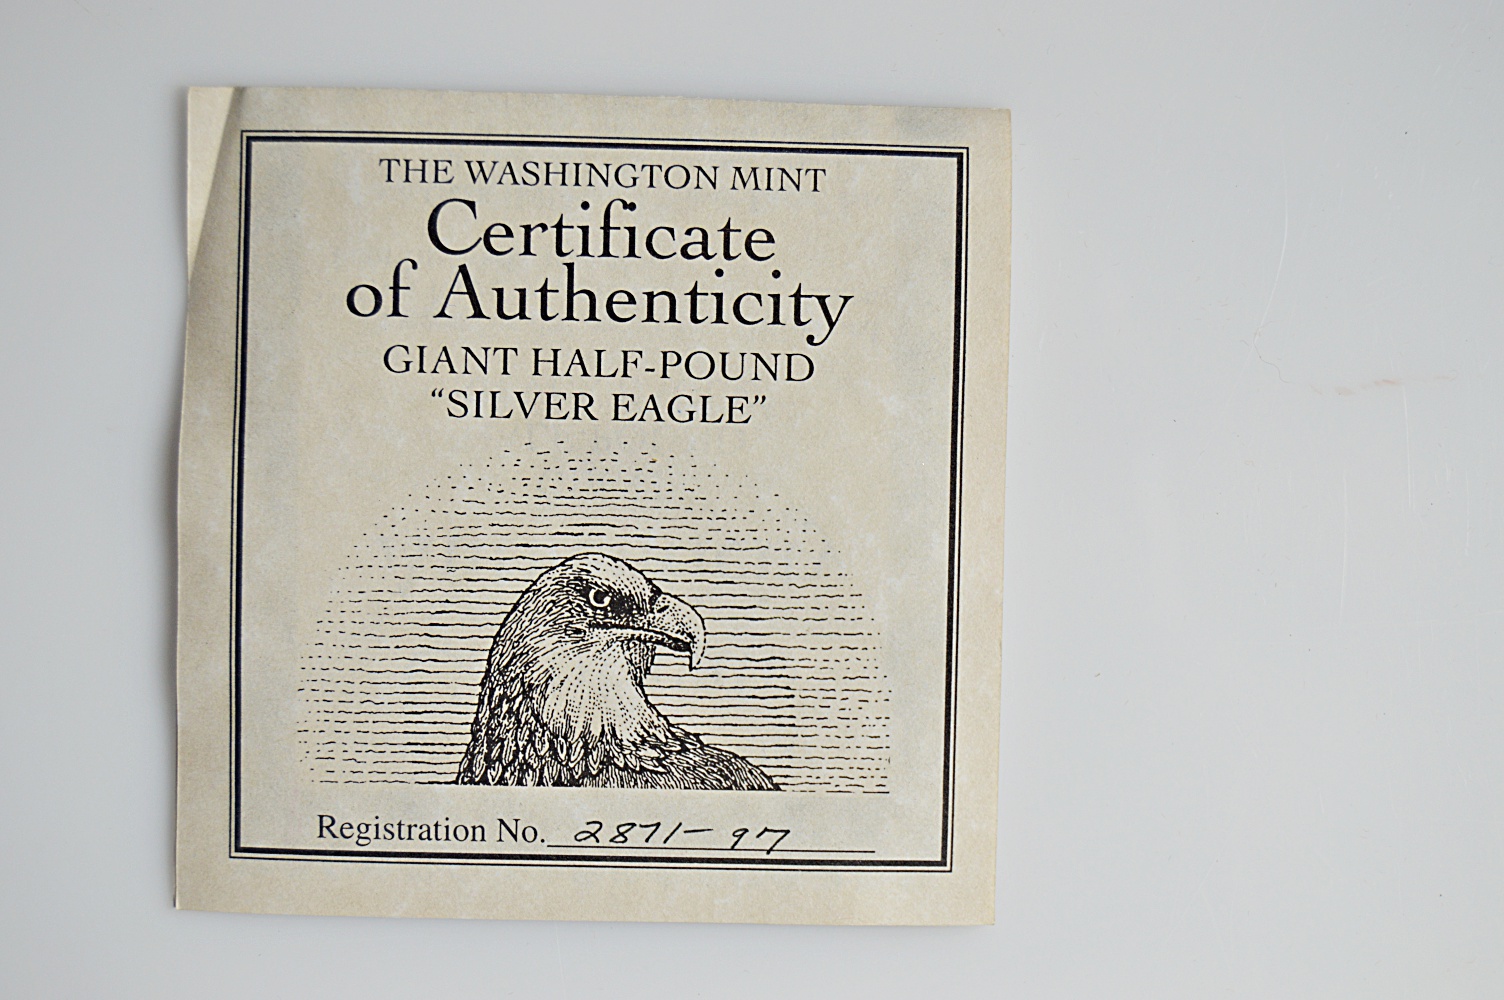 THE WASHINGTON MINT
Certificate
of Authenticity
GIANT HALF-POUND
“SILVER EAGLE”
Registration No. 2871-97